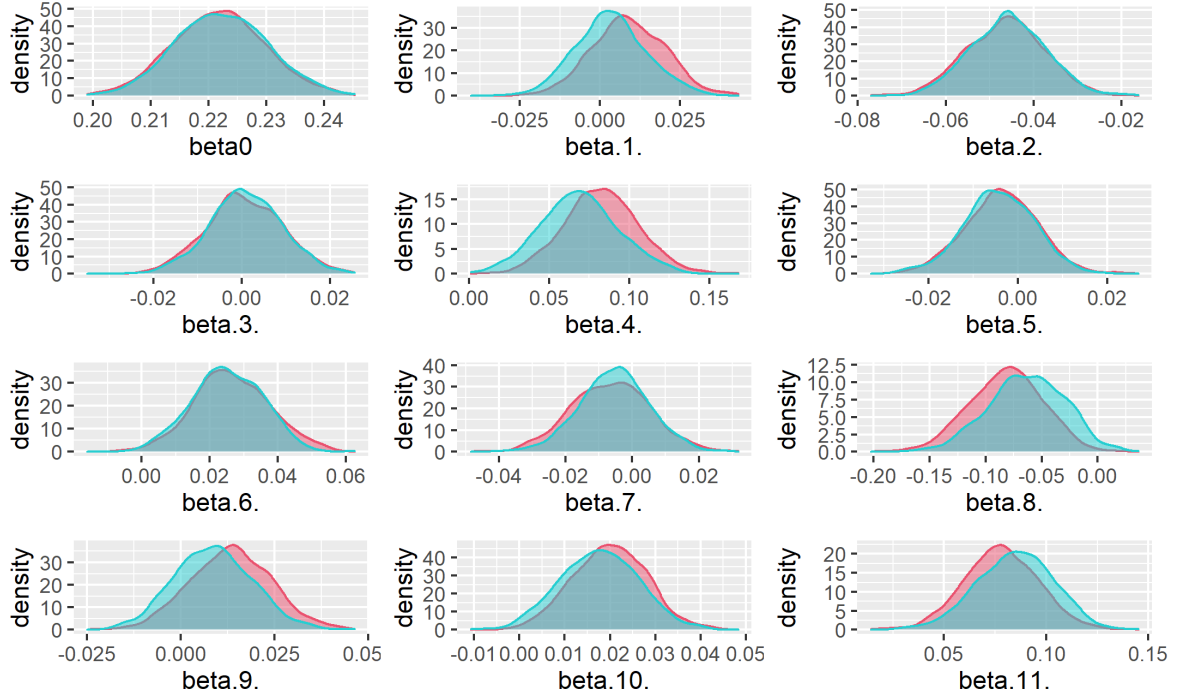 density 50 40 30 20 10 0 0.20 0.21 0.22 0.23 0.24 beta0
density 30 20 10 0 -0.025 0.000 0.025 beta.1.
density 50 40 30 20 10 0 -0.08 -0.06 -0.04 -0.02 beta.2.
density 50 40 30 20 10 0 -0.02 0.00 0.02 beta.3.
density 15 10 5 0 0.00 0.05 0.10 0.15 beta.4.
density 50 40 30 20 10 0 -0.02 0.00 0.02 beta.5.
density 30 20 10 0 0.00 0.02 0.04 0.06 beta.6.
density 40 30 20 10 0 -0.04 -0.02 0.00 0.02 beta.7.
density 12.5 10.0 7.5 5.0 2.5 0.0 -0.20 -0.15 -0.10 -0.05 0.00 beta.8.
density 30 20 10 0 -0.025 0.000 0.025 0.05 beta.9.
density 40 30 20 10 0 -0.01 0.00 0.01 0.02 0.03 0.04 0.05 beta.10.
density 20 15 10 5 0 0.05 0.10 0.15 beta.11.